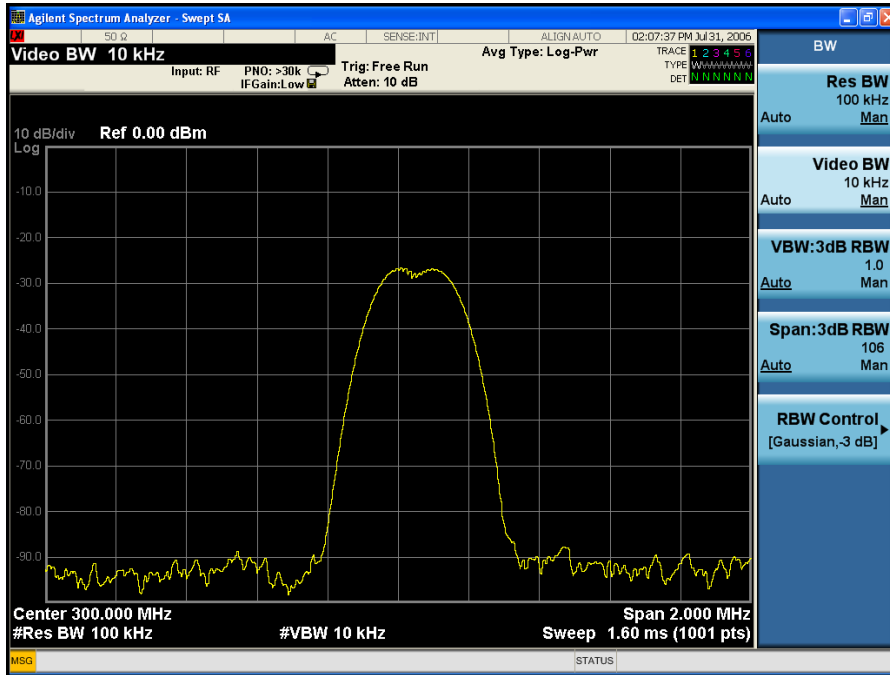 Agilent Spectrum Analyzer - Swept SA
LXI 50 Ω AC SENSE:INT ALIGN AUTO 02:07:37 PM Jul 31, 2006
Video BW 10 kHz
Input: RF
PNO: >30k
IFGain:Low
Trig: Free Run
Atten: 10 dB
Avg Type: Log-Pwr
TRACE 1 2 3 4 5 6
TYPE W
DET N N N N N N
10 dB/div Ref 0.00 dBm
Log
-10.0
-20.0
-30.0
-40.0
-50.0
-60.0
-70.0
-80.0
-90.0
Center 300.000 MHz Span 2.000 MHz
#Res BW 100 kHz #VBW 10 kHz Sweep 1.60 ms (1001 pts)
MSG STATUS
BW
Res BW
100 kHz
Auto Man
Video BW
10 kHz
Auto Man
VBW:3dB RBW
1.0
Auto Man
Span:3dB RBW
106
Auto Man
RBW Control
[Gaussian,-3 dB]